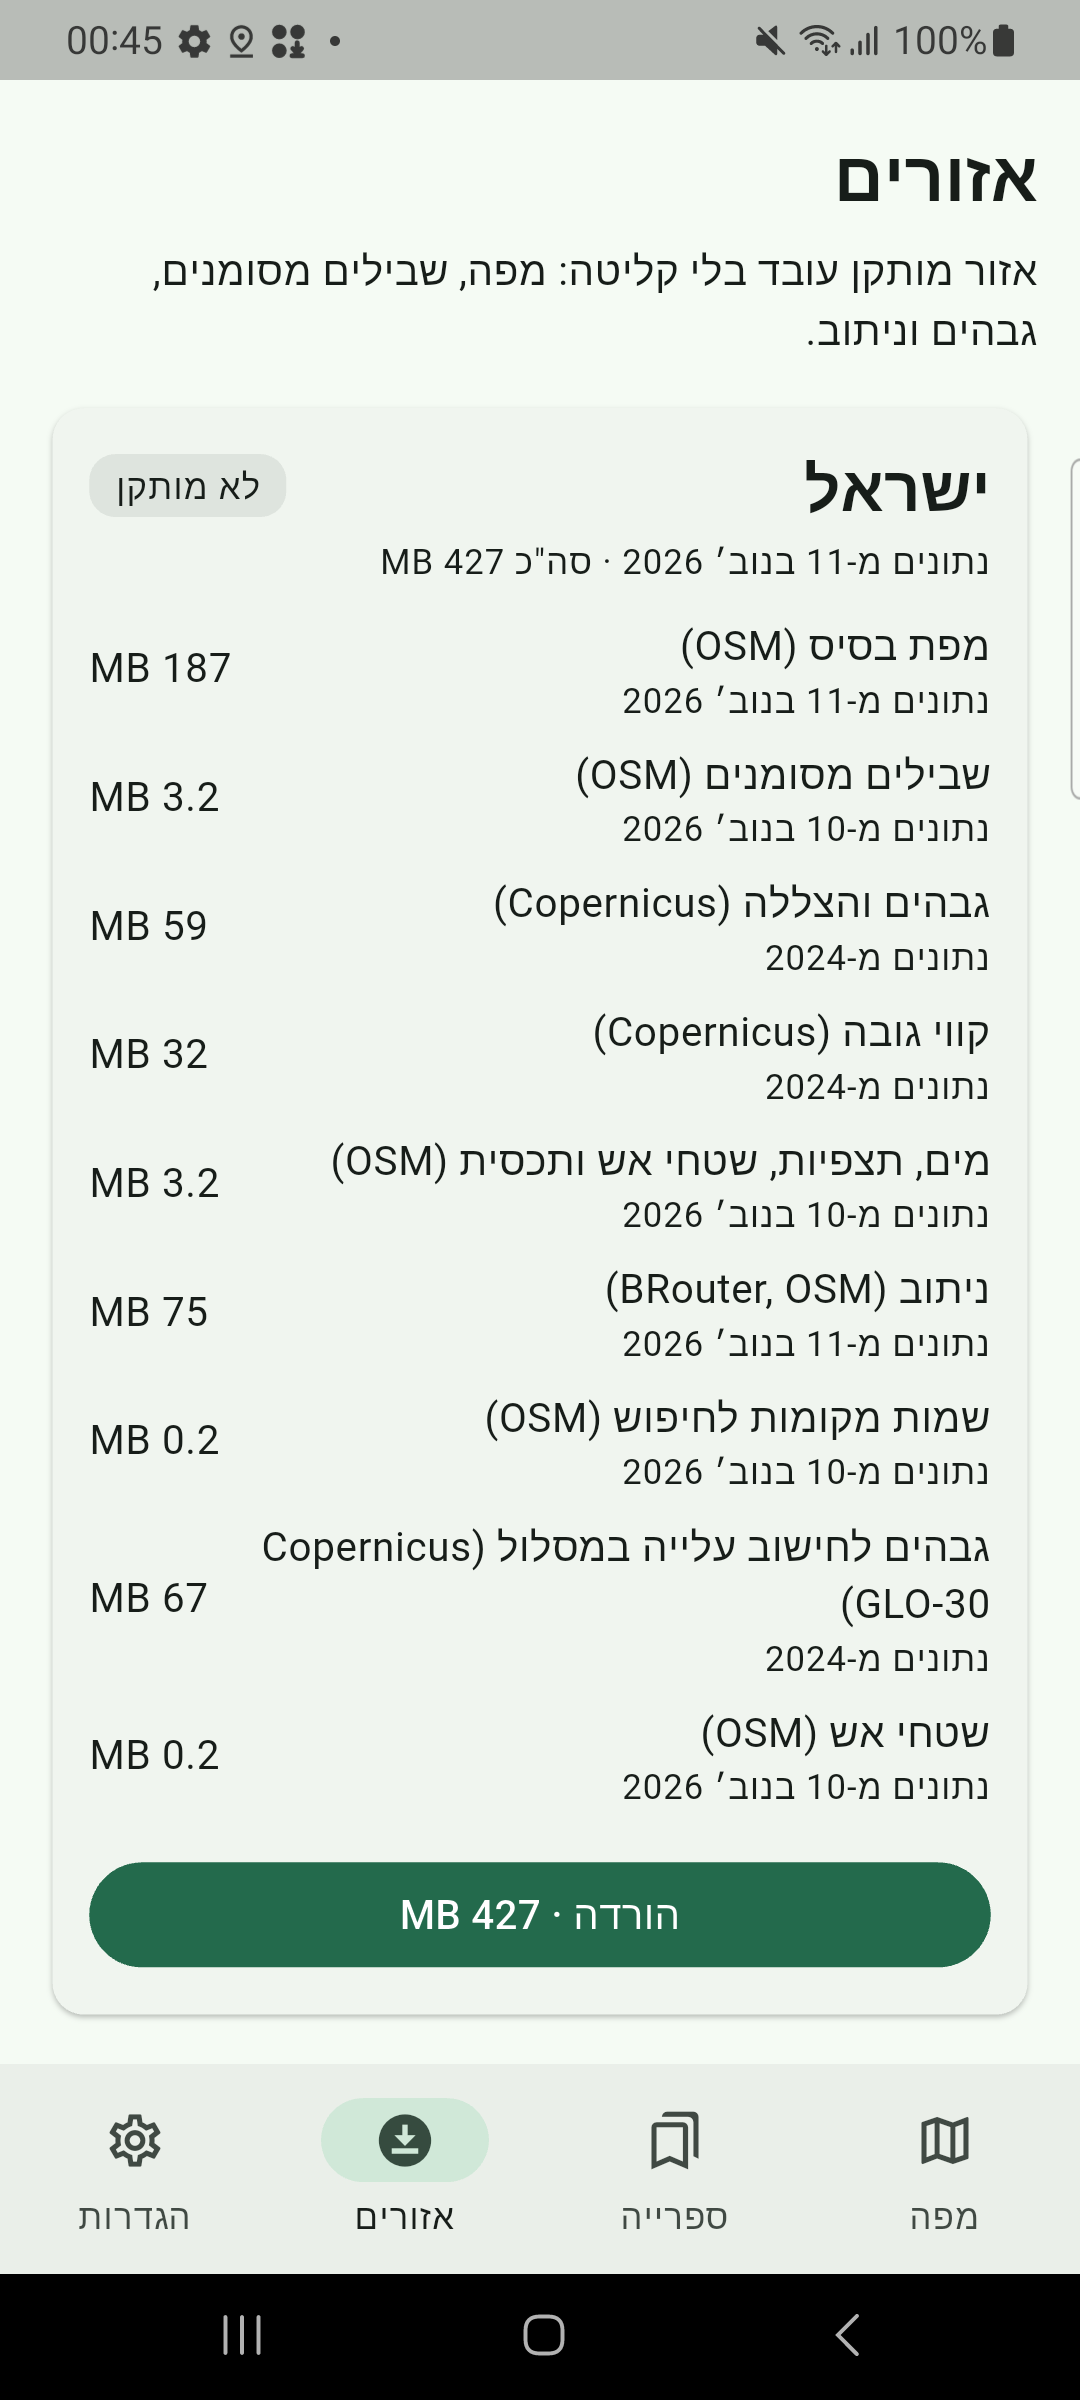 00:45
100%
אזורים
אזור מותקן עובד בלי קליטה: מפה, שבילים מסומנים,
גבהים וניתוב.
ישראל
לא מותקן
נתונים מ-11 בנוב׳ 2026 · סה"כ 427 MB
מפת בסיס (OSM)
187 MB
נתונים מ-11 בנוב׳ 2026
שבילים מסומנים (OSM)
3.2 MB
נתונים מ-10 בנוב׳ 2026
גבהים והצללה (Copernicus)
59 MB
נתונים מ-2024
קווי גובה (Copernicus)
32 MB
נתונים מ-2024
מים, תצפיות, שטחי אש ותכסית (OSM)
3.2 MB
נתונים מ-10 בנוב׳ 2026
ניתוב (BRouter, OSM)
75 MB
נתונים מ-11 בנוב׳ 2026
שמות מקומות לחיפוש (OSM)
0.2 MB
נתונים מ-10 בנוב׳ 2026
גבהים לחישוב עלייה במסלול (Copernicus
GLO-30)
67 MB
נתונים מ-2024
שטחי אש (OSM)
0.2 MB
נתונים מ-10 בנוב׳ 2026
הורדה · 427 MB
מפה
ספרייה
אזורים
הגדרות